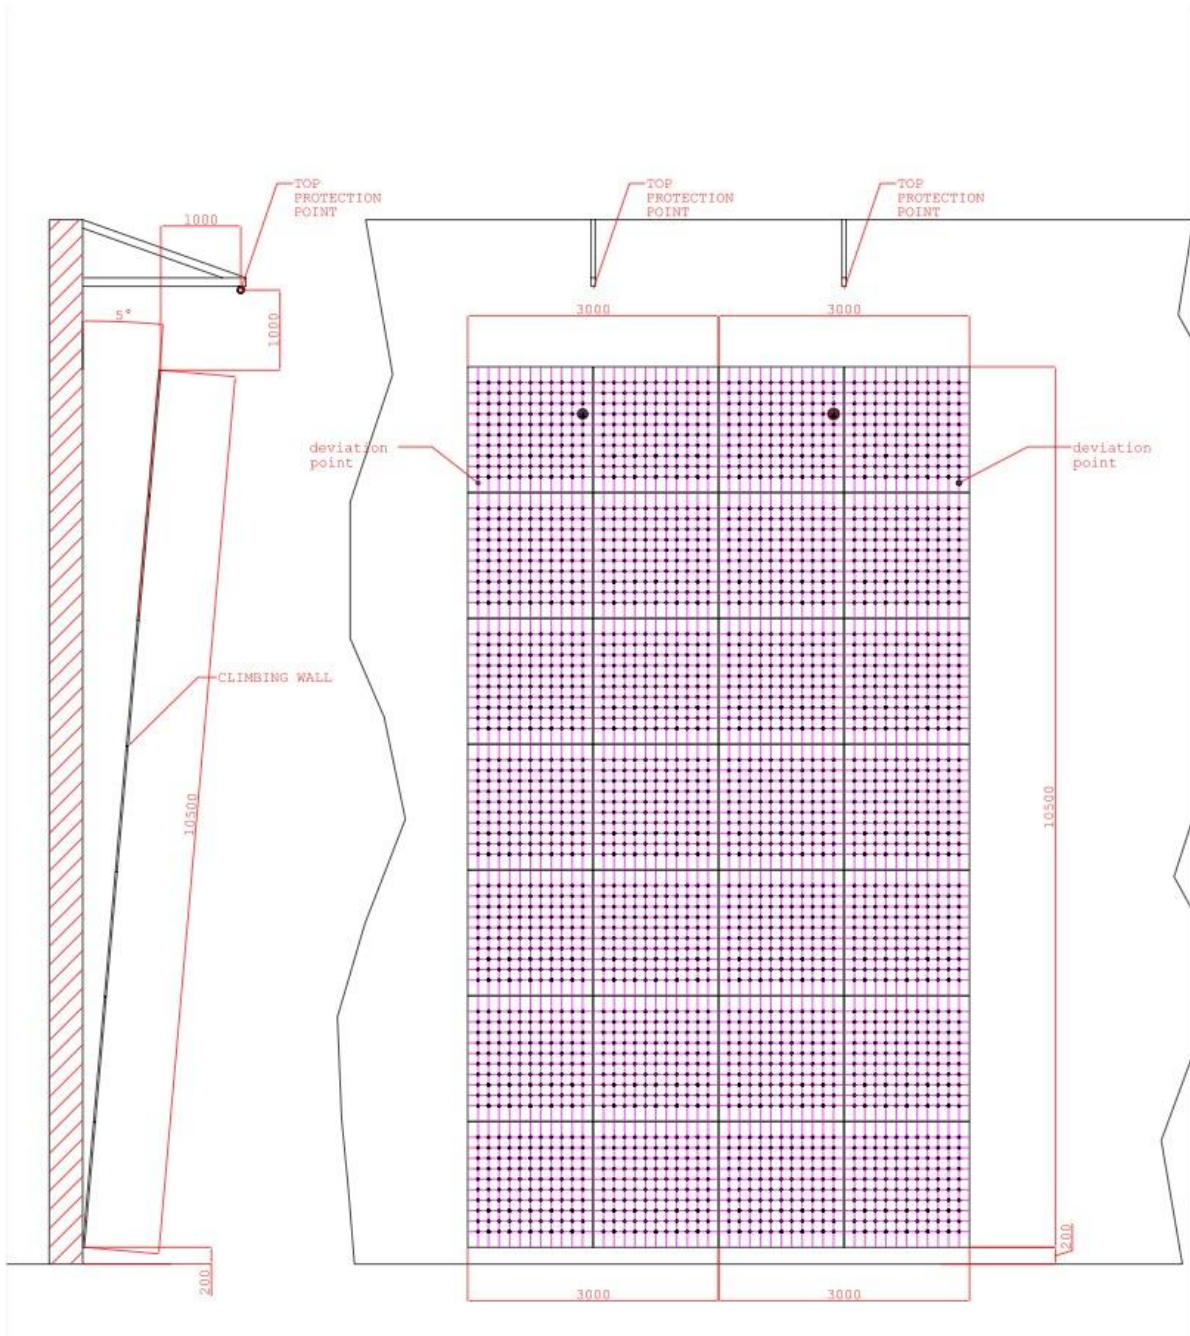 TOP
PROTECTION
POINT
TOP
PROTECTION
POINT
TOP
PROTECTION
POINT
1000
5°
1000
3000
3000
deviation
point
deviation
point
CLIMBING WALL
10500
10500
200
200
3000
3000